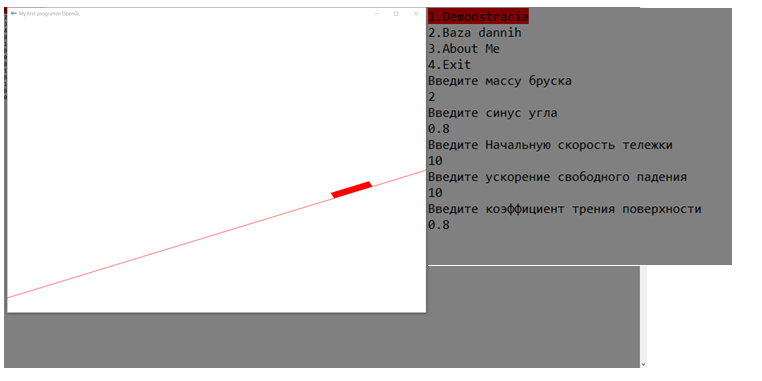 My first programm OpenGL
1.Demonstracia
2.Baza dannih
3.About Me
4.Exit
Введите массу бруска
2
Введите синус угла
0.8
Введите Начальную скорость тележки
10
Введите ускорение свободного падения
10
Введите коэффициент трения поверхности
0.8